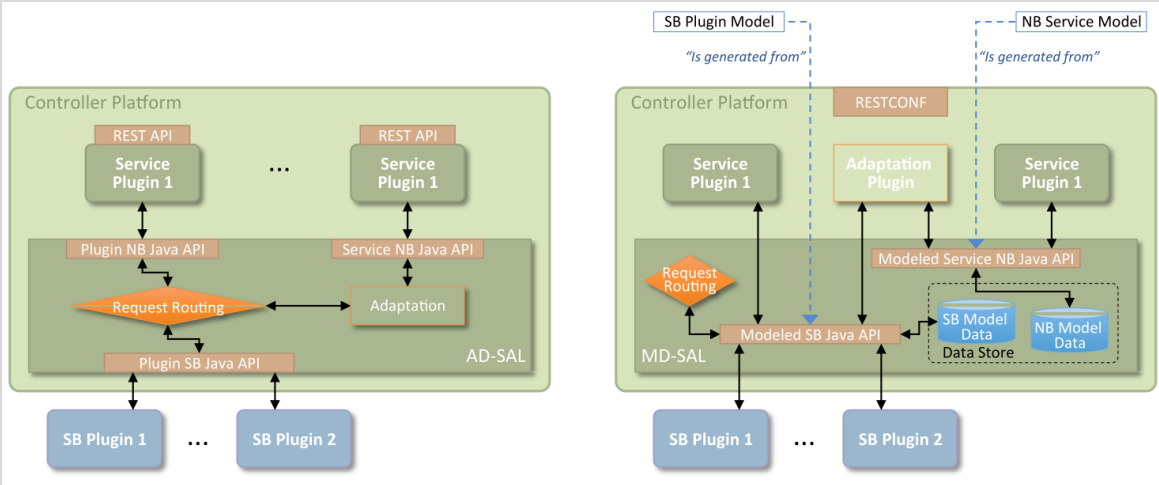 SB Plugin Model
NB Service Model
“Is generated from”
“Is generated from”
Controller Platform
REST API
REST API
Service
Plugin 1
...
Service
Plugin 1
Plugin NB Java API
Service NB Java API
Request Routing
Adaptation
Plugin SB Java API
AD-SAL
SB Plugin 1
...
SB Plugin 2
Controller Platform
RESTCONF
Service
Plugin 1
Adaptation
Plugin
Service
Plugin 1
Modeled Service NB Java API
Request
Routing
SB Model
Data
NB Model
Data
Data Store
Modeled SB Java API
MD-SAL
SB Plugin 1
...
SB Plugin 2